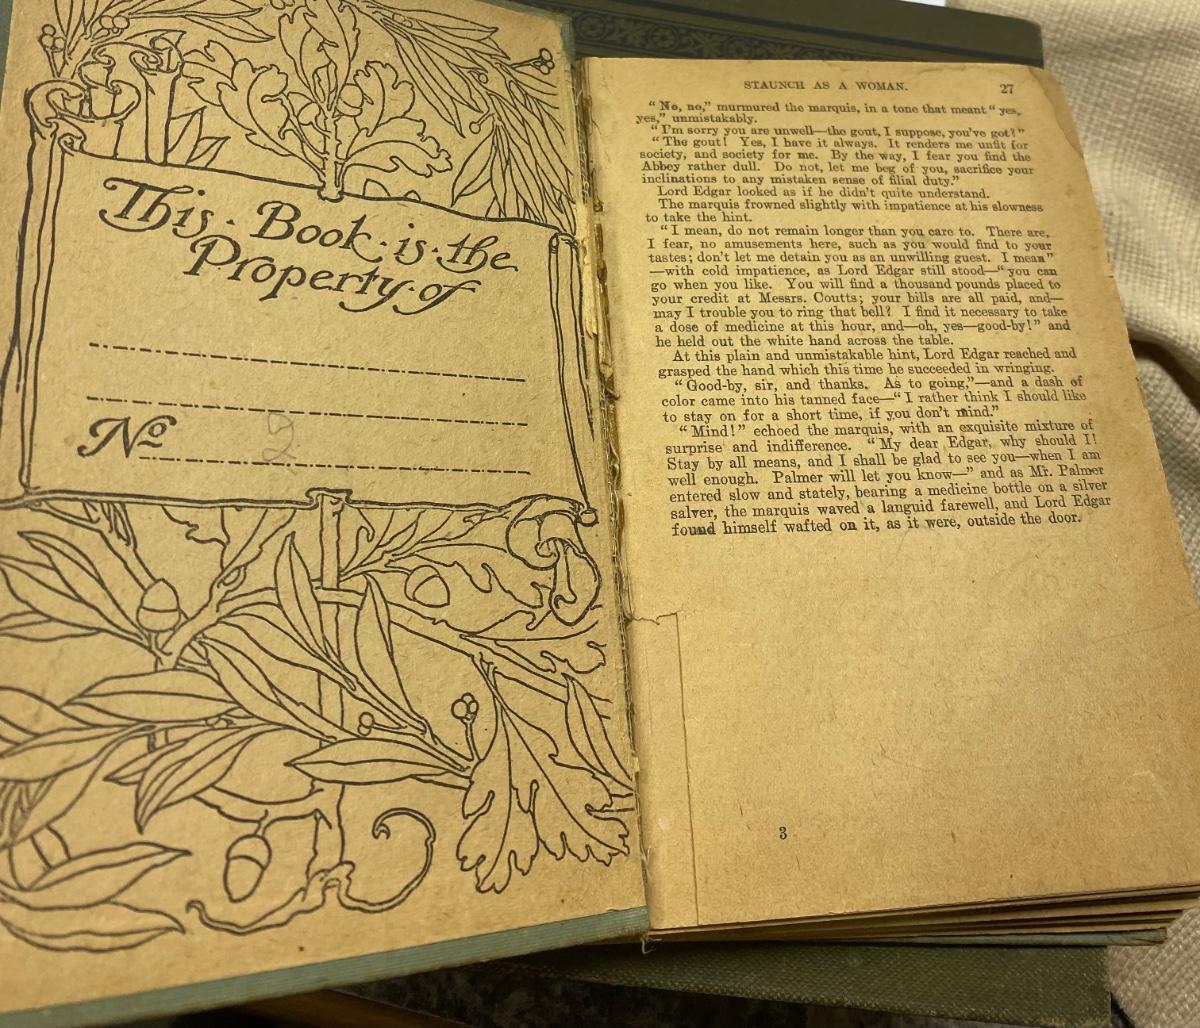 This · Book · is · the
Property · of
No 2
STAUNCH AS A WOMAN. 27
“No, no,” murmured the marquis, in a tone that meant “yes,
yes,” unmistakably.
“I'm sorry you are unwell—the gout, I suppose, you've got?”
“The gout! Yes, I have it always. It renders me unfit for
society, and society for me. By the way, I fear you find the
Abbey rather dull. Do not, let me beg of you, sacrifice your
inclinations to any mistaken sense of filial duty.”
Lord Edgar looked as if he didn't quite understand.
The marquis frowned slightly with impatience at his slowness
to take the hint.
“I mean, do not remain longer than you care to. There are,
I fear, no amusements here, such as you would find to your
tastes; don't let me detain you as an unwilling guest. I mean”
—with cold impatience, as Lord Edgar still stood—“you can
go when you like. You will find a thousand pounds placed to
your credit at Messrs. Coutts; your bills are all paid, and—
may I trouble you to ring that bell? I find it necessary to take
a dose of medicine at this hour, and—oh, yes—good-by!” and
he held out the white hand across the table.
At this plain and unmistakable hint, Lord Edgar reached and
grasped the hand which this time he succeeded in wringing.
“Good-by, sir, and thanks. As to going,”—and a dash of
color came into his tanned face—“I rather think I should like
to stay on for a short time, if you don't mind.”
“Mind!” echoed the marquis, with an exquisite mixture of
surprise and indifference. “My dear Edgar, why should I!
Stay by all means, and I shall be glad to see you—when I am
well enough. Palmer will let you know—” and as Mr. Palmer
entered slow and stately, bearing a medicine bottle on a silver
salver, the marquis waved a languid farewell, and Lord Edgar
found himself wafted on it, as it were, outside the door.
3